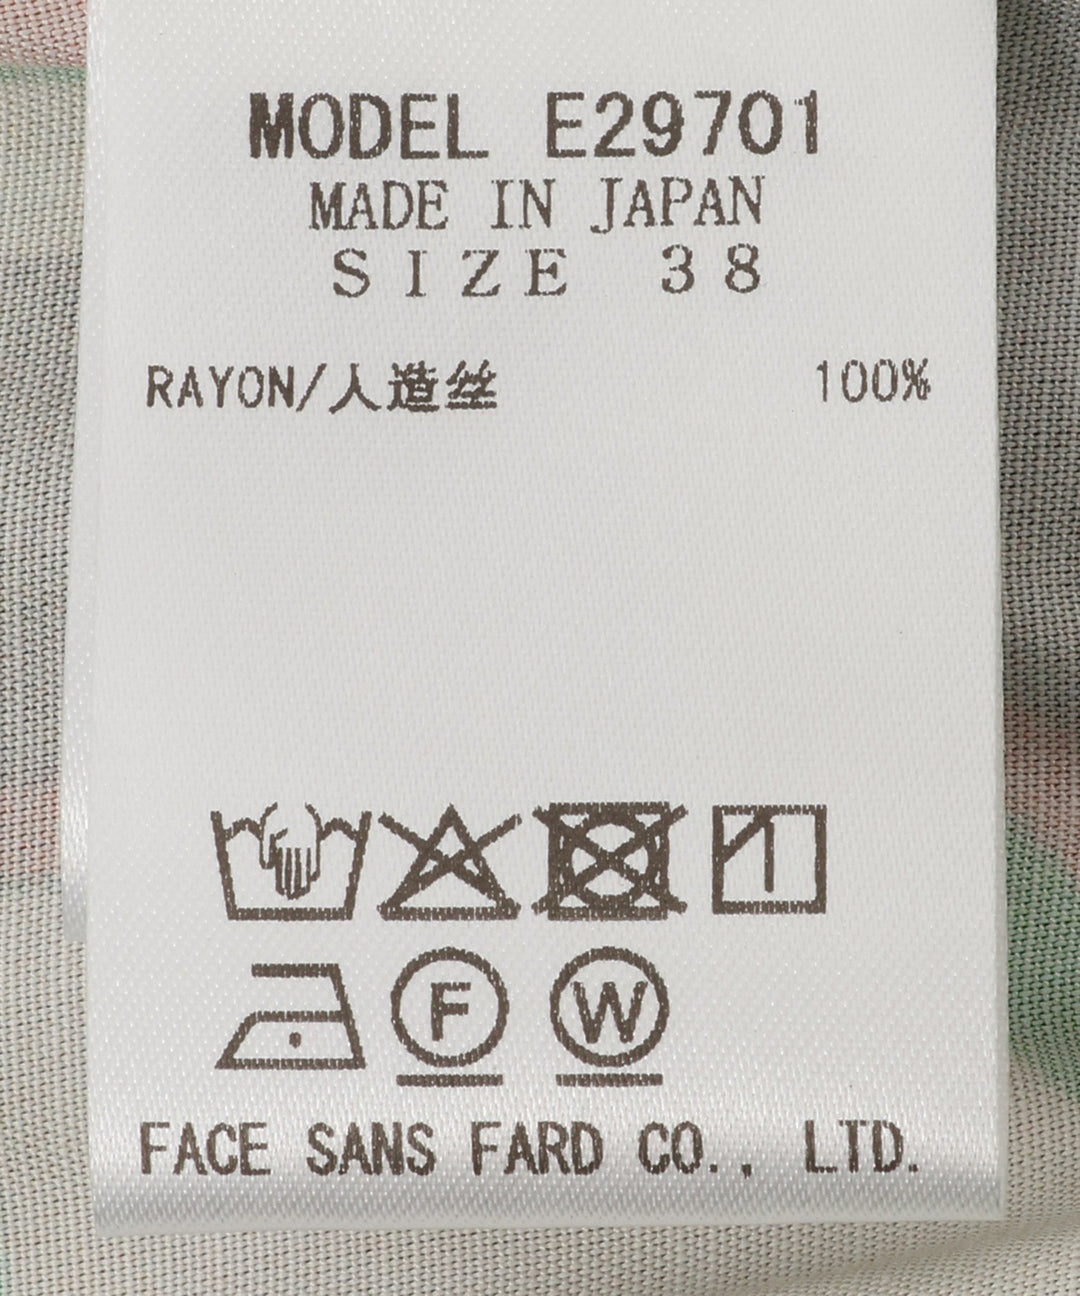 MODEL E29701
MADE IN JAPAN
SIZE 38
RAYON/人造丝 100%
F W
FACE SANS FARD CO., LTD.